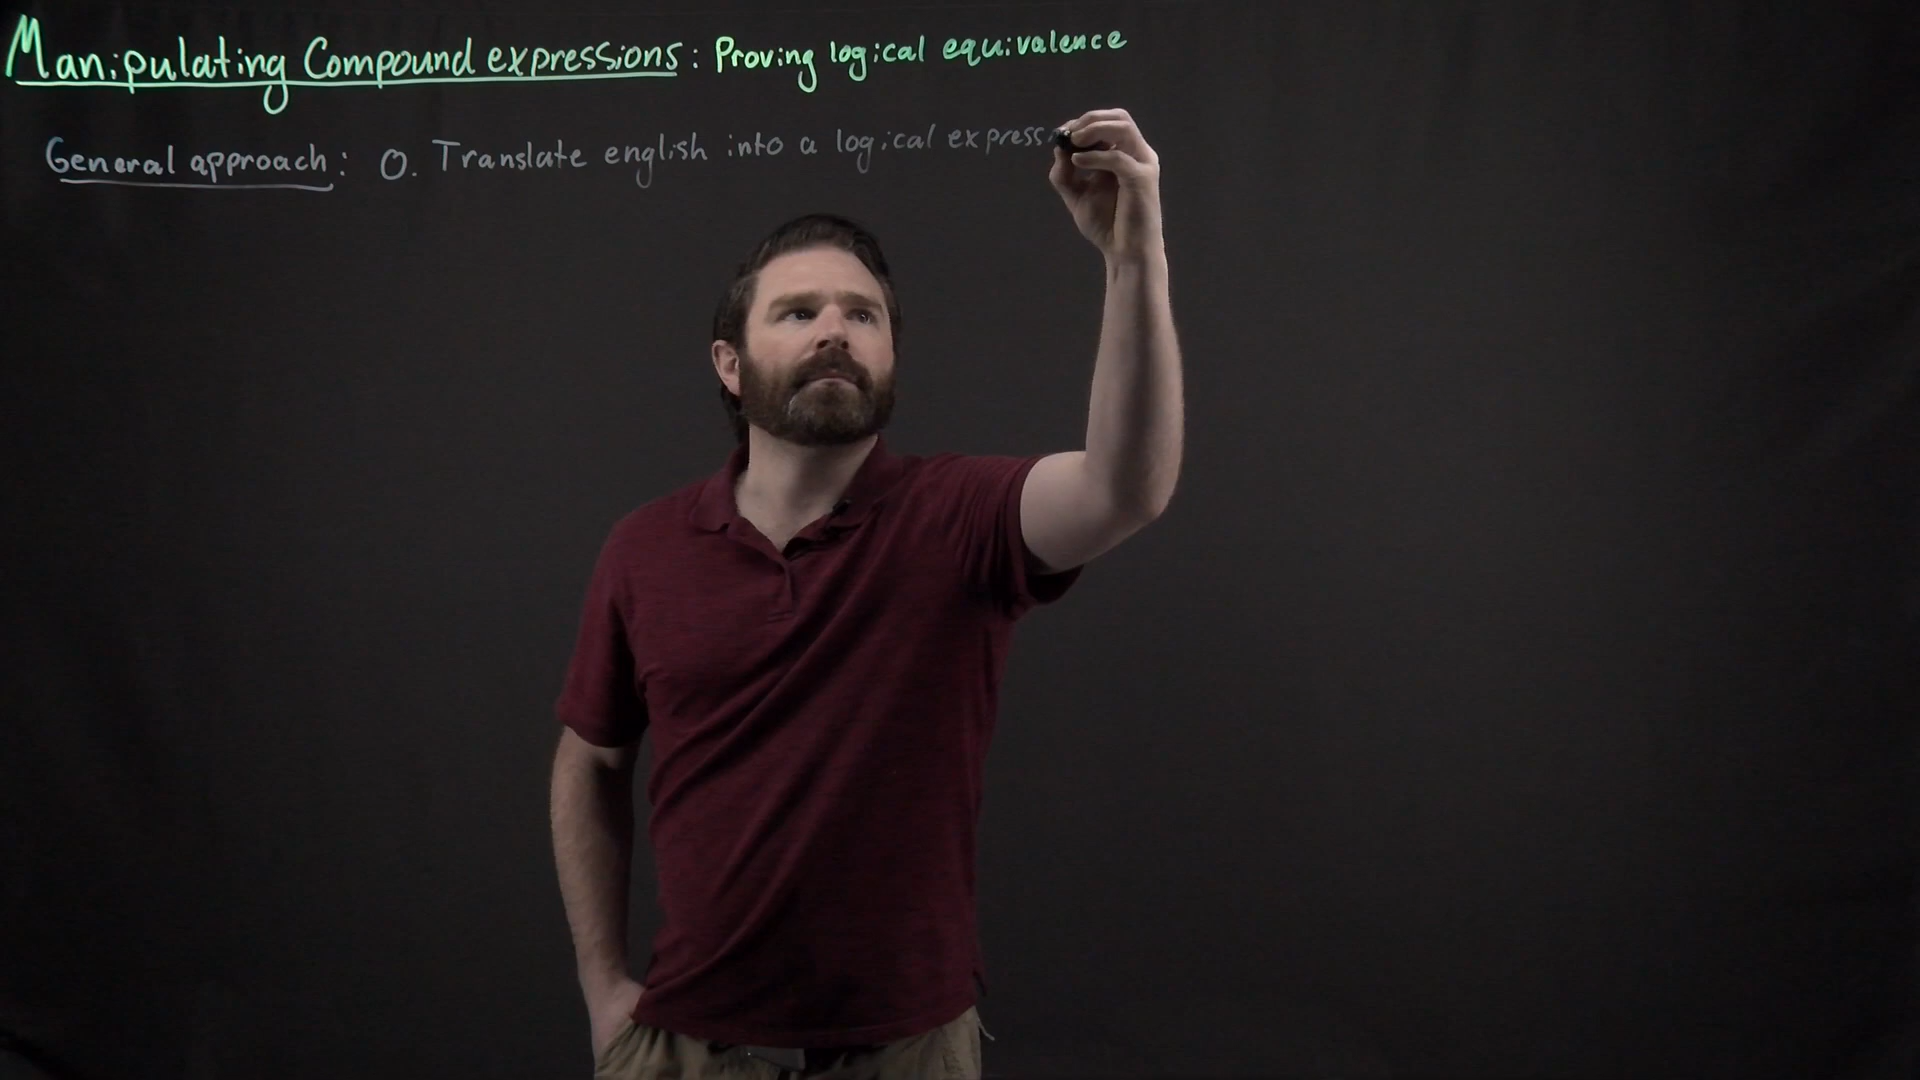 Manipulating Compound expressions: Proving logical equivalence
General approach: 0. Translate english into a logical express